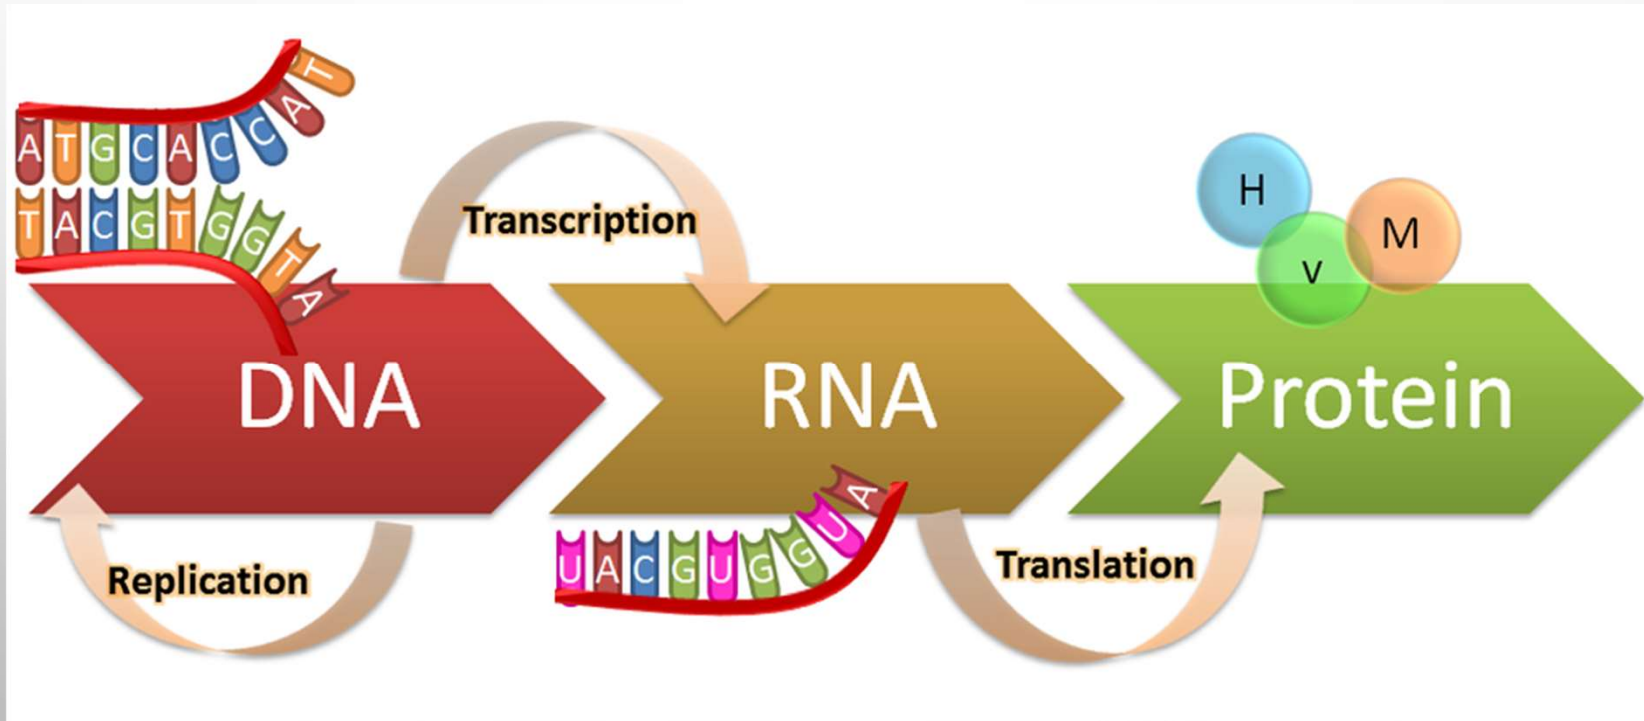 ATGCACCAT
TACGTGGTA
Transcription
H
V
M
DNA
RNA
Protein
Replication
UACGUGGUA
Translation